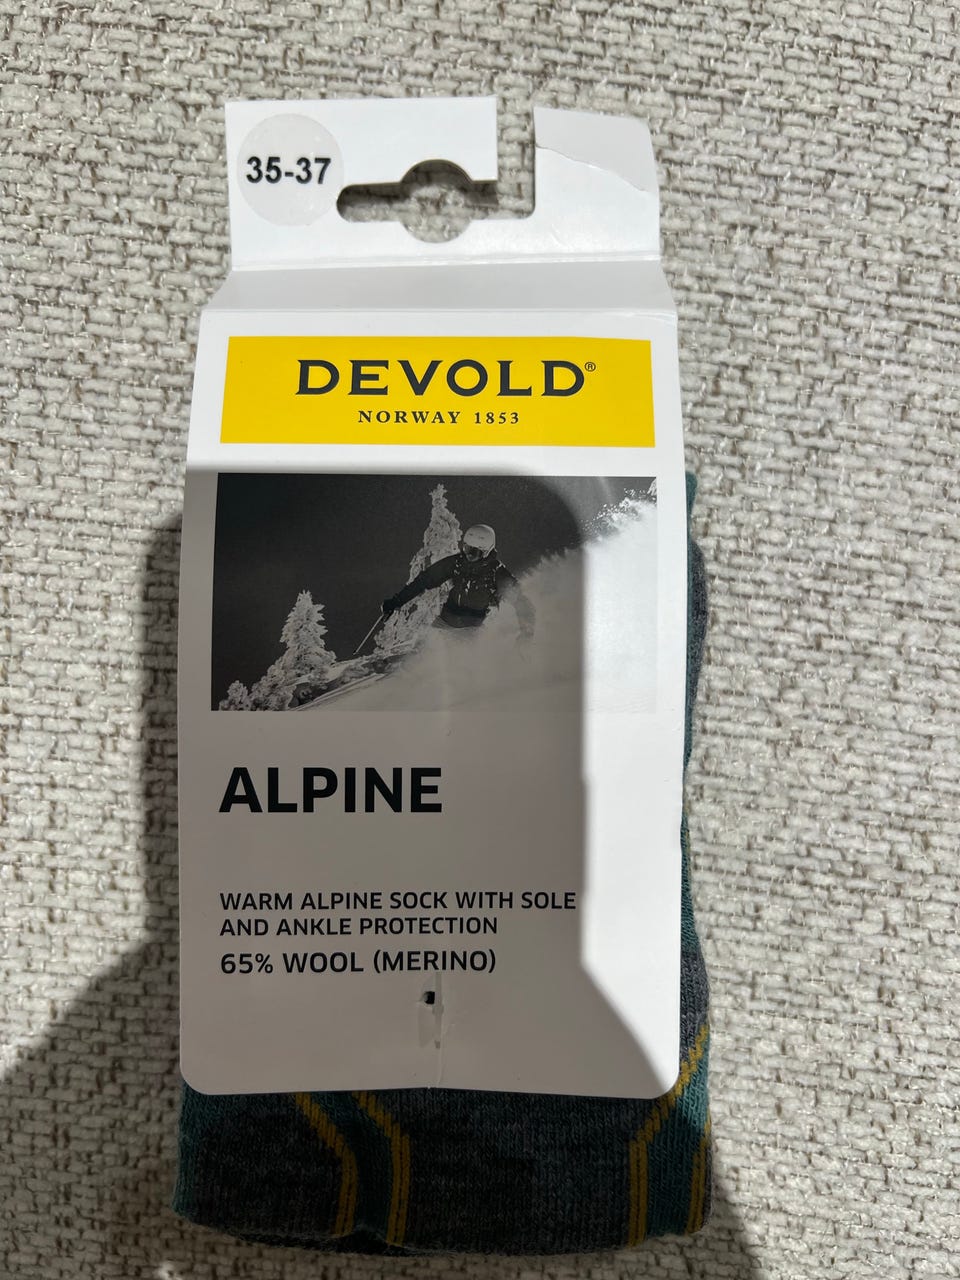 35-37
DEVOLD®
NORWAY 1853
ALPINE
WARM ALPINE SOCK WITH SOLE
AND ANKLE PROTECTION
65% WOOL (MERINO)